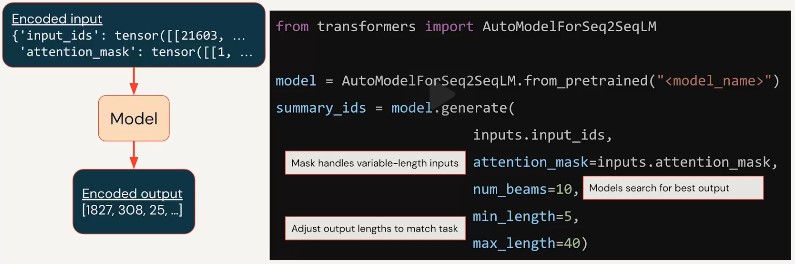 Encoded input
{'input_ids': tensor([[21603, …
'attention_mask': tensor([[1, …
Model
Encoded output
[1827, 308, 25, …]
from transformers import AutoModelForSeq2SeqLM
model = AutoModelForSeq2SeqLM.from_pretrained("<model_name>")
summary_ids = model.generate(
inputs.input_ids,
Mask handles variable-length inputs
attention_mask=inputs.attention_mask,
num_beams=10,
Models search for best output
min_length=5,
Adjust output lengths to match task
max_length=40)